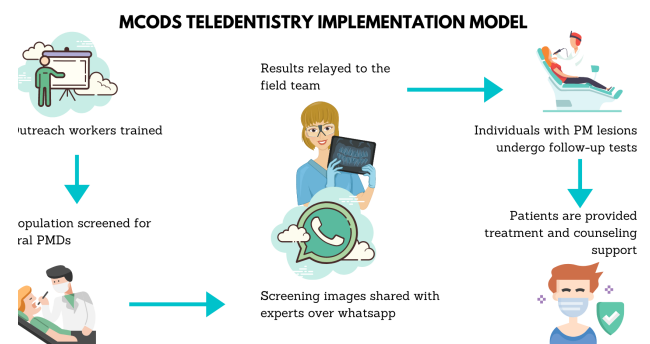 MCODS TELEDENTISTRY IMPLEMENTATION MODEL
utreach workers trained
opulation screened for
ral PMDs
Results relayed to the
field team
Screening images shared with
experts over whatsapp
Individuals with PM lesions
undergo follow-up tests
Patients are provided
treatment and counseling
support